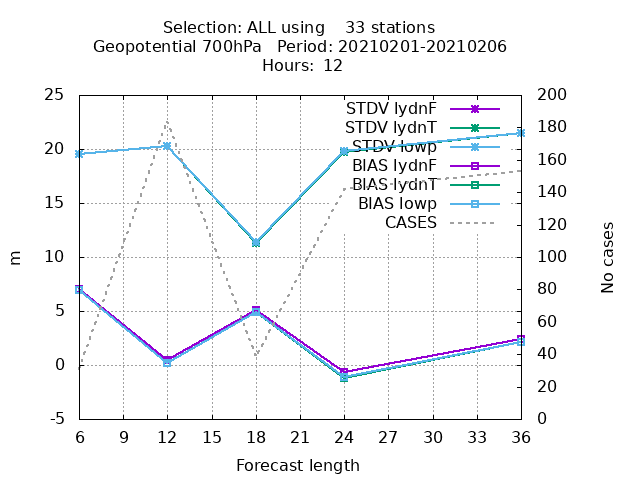 Selection: ALL using    33 stations
Geopotential 700hPa   Period: 20210201-20210206
Hours:  12
STDV lydnF
STDV lydnT
STDV lowp
BIAS lydnF
BIAS lydnT
BIAS lowp
CASES
25
20
15
10
5
0
-5
m
200
180
160
140
120
100
80
60
40
20
0
No cases
6 9 12 15 18 21 24 27 30 33 36
Forecast length